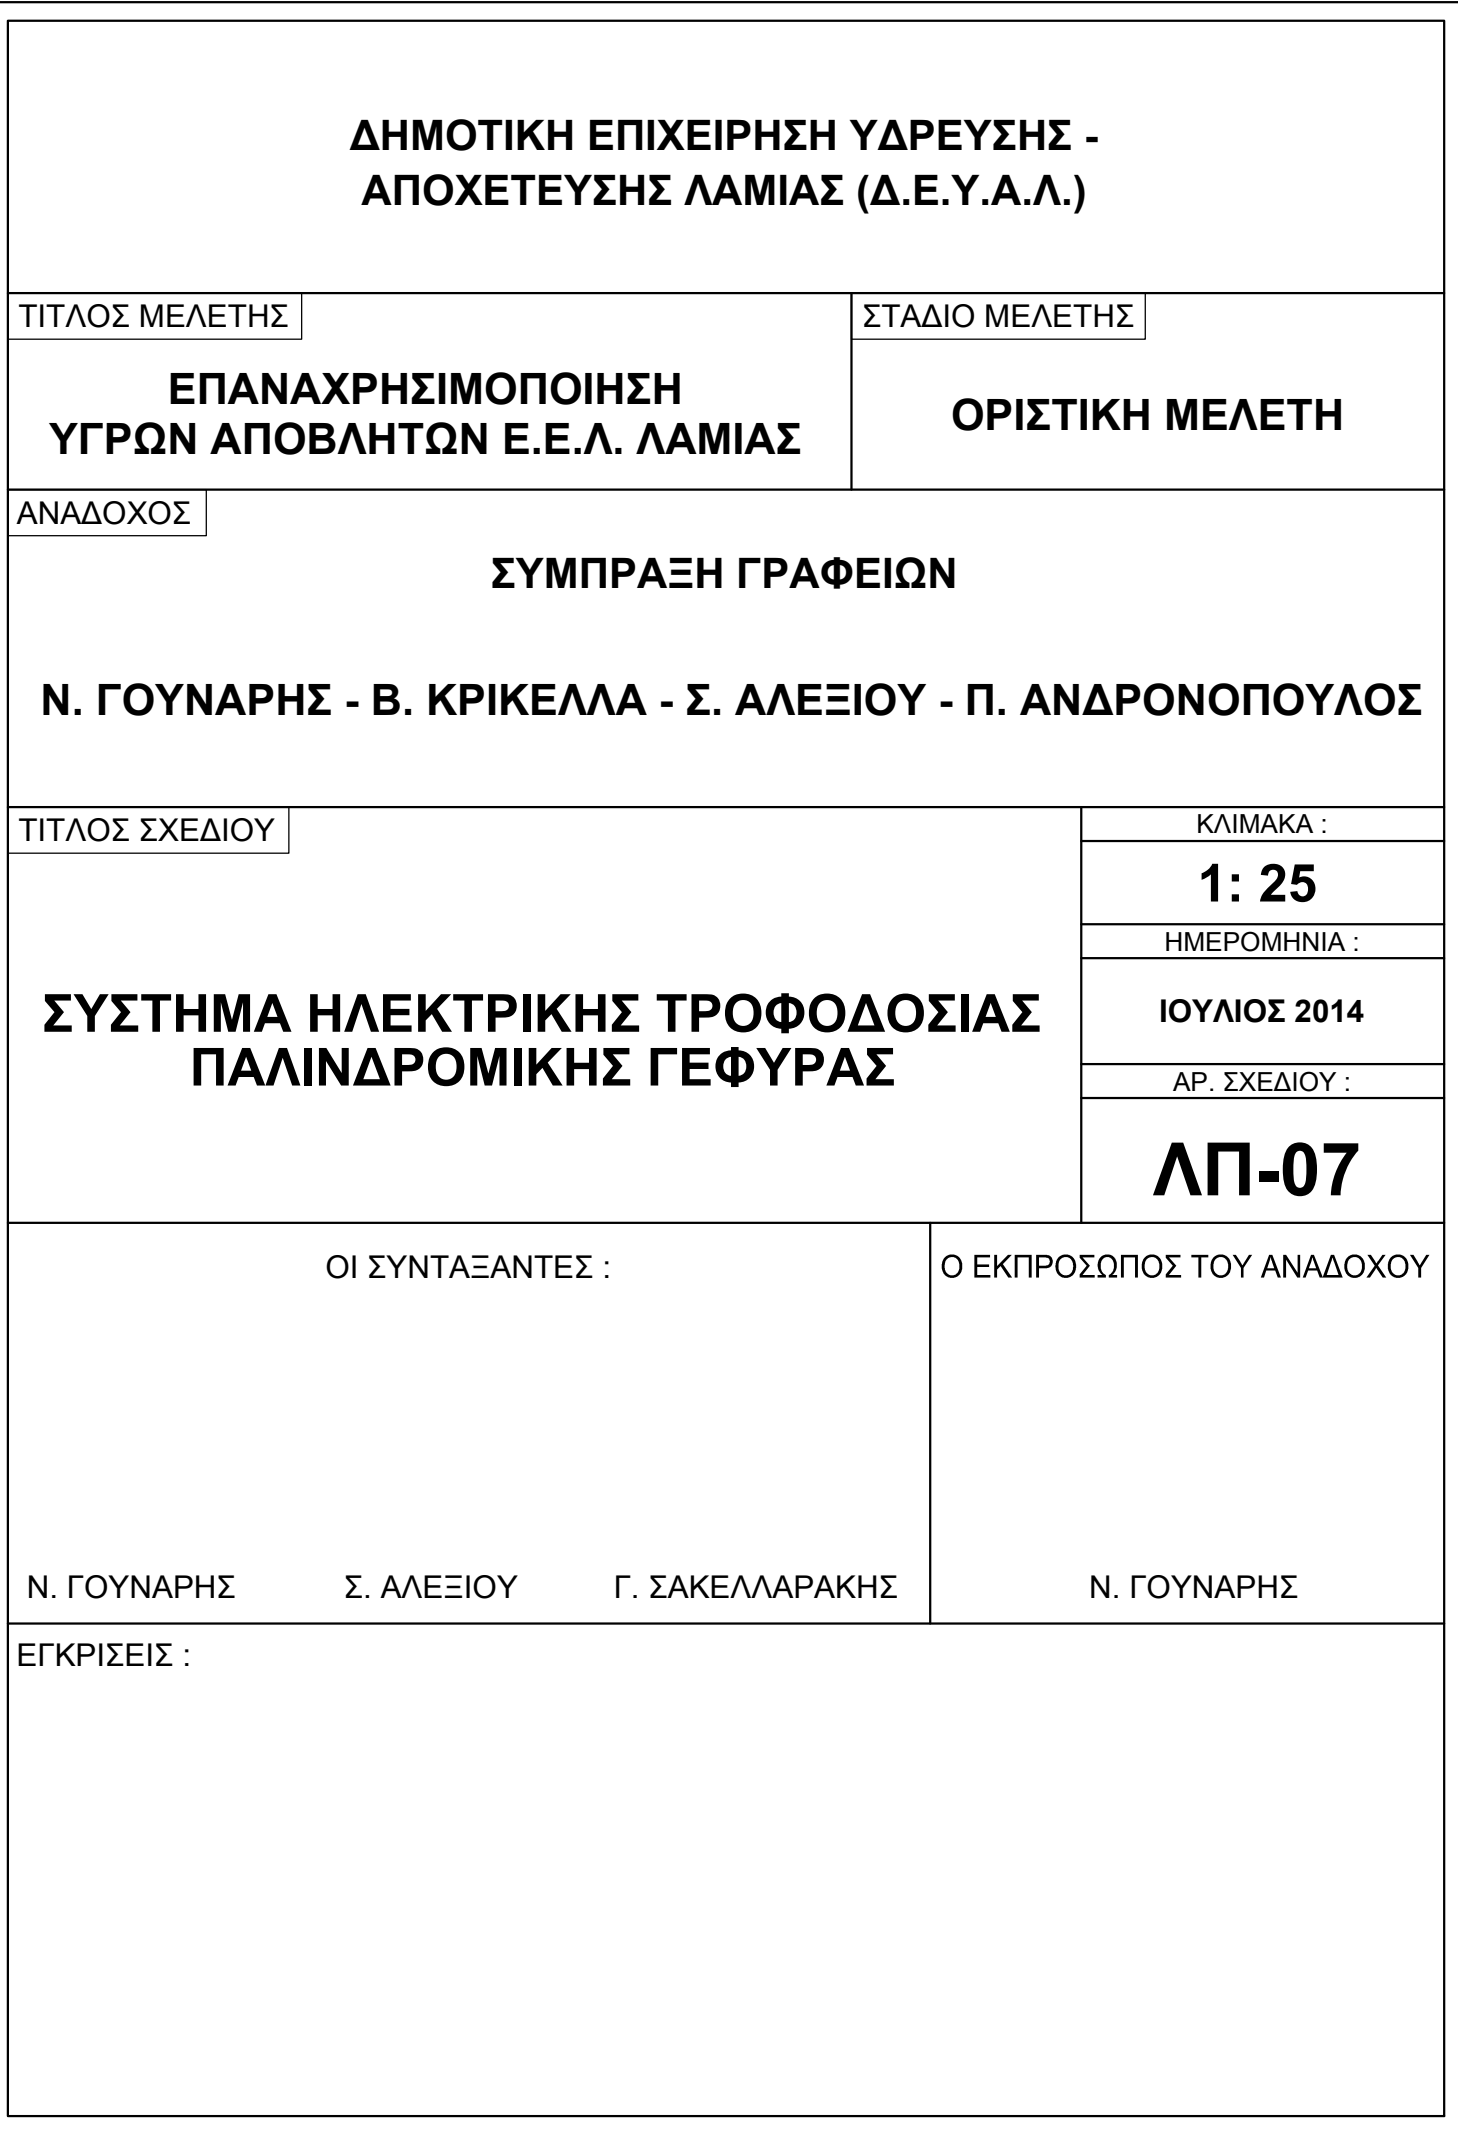 ΔΗΜΟΤΙΚΗ ΕΠΙΧΕΙΡΗΣΗ ΥΔΡΕΥΣΗΣ -
ΑΠΟΧΕΤΕΥΣΗΣ ΛΑΜΙΑΣ (Δ.Ε.Υ.Α.Λ.)
ΤΙΤΛΟΣ ΜΕΛΕΤΗΣ
ΕΠΑΝΑΧΡΗΣΙΜΟΠΟΙΗΣΗ
ΥΓΡΩΝ ΑΠΟΒΛΗΤΩΝ Ε.Ε.Λ. ΛΑΜΙΑΣ
ΣΤΑΔΙΟ ΜΕΛΕΤΗΣ
ΟΡΙΣΤΙΚΗ ΜΕΛΕΤΗ
ΑΝΑΔΟΧΟΣ
ΣΥΜΠΡΑΞΗ ΓΡΑΦΕΙΩΝ
Ν. ΓΟΥΝΑΡΗΣ - Β. ΚΡΙΚΕΛΛΑ - Σ. ΑΛΕΞΙΟΥ - Π. ΑΝΔΡΟΝΟΠΟΥΛΟΣ
ΤΙΤΛΟΣ ΣΧΕΔΙΟΥ
ΣΥΣΤΗΜΑ ΗΛΕΚΤΡΙΚΗΣ ΤΡΟΦΟΔΟΣΙΑΣ
ΠΑΛΙΝΔΡΟΜΙΚΗΣ ΓΕΦΥΡΑΣ
ΚΛΙΜΑΚΑ :
1: 25
ΗΜΕΡΟΜΗΝΙΑ :
ΙΟΥΛΙΟΣ 2014
ΑΡ. ΣΧΕΔΙΟΥ :
ΛΠ-07
ΟΙ ΣΥΝΤΑΞΑΝΤΕΣ :
Ν. ΓΟΥΝΑΡΗΣ Σ. ΑΛΕΞΙΟΥ Γ. ΣΑΚΕΛΛΑΡΑΚΗΣ
Ο ΕΚΠΡΟΣΩΠΟΣ ΤΟΥ ΑΝΑΔΟΧΟΥ
Ν. ΓΟΥΝΑΡΗΣ
ΕΓΚΡΙΣΕΙΣ :